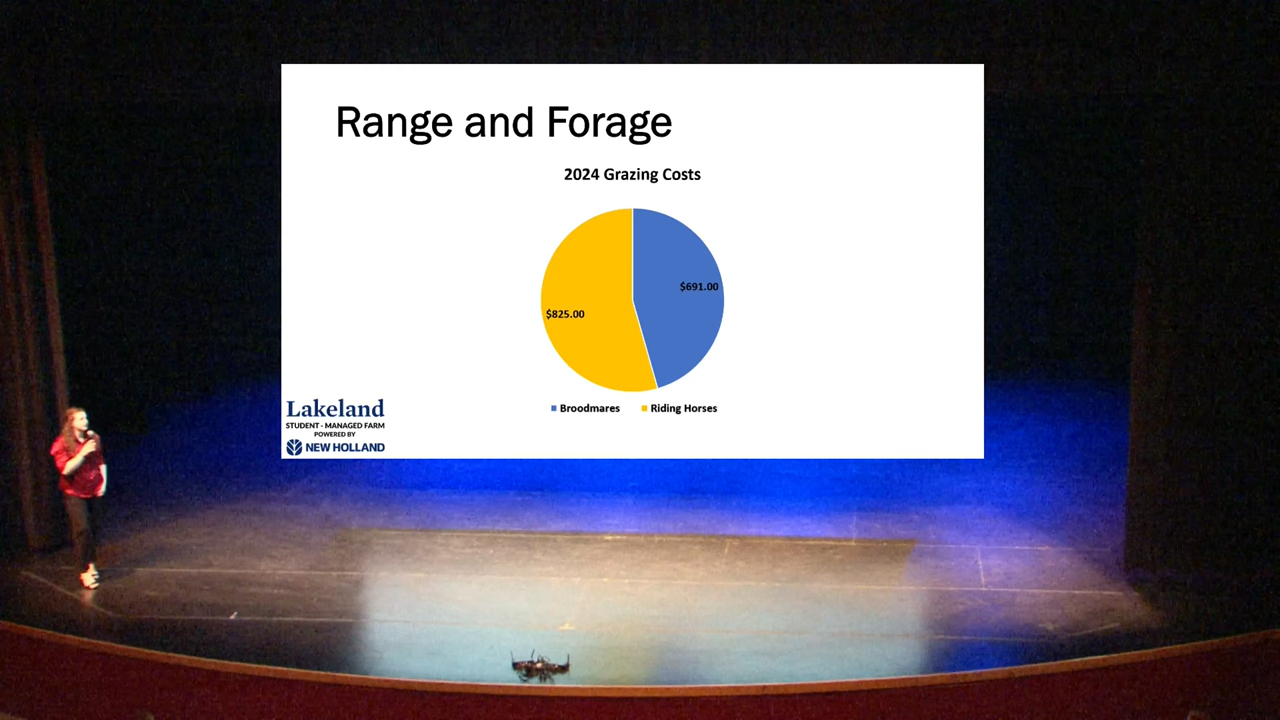 Range and Forage
2024 Grazing Costs
$691.00
$825.00
Broodmares Riding Horses
Lakeland
STUDENT - MANAGED FARM
POWERED BY
NEW HOLLAND